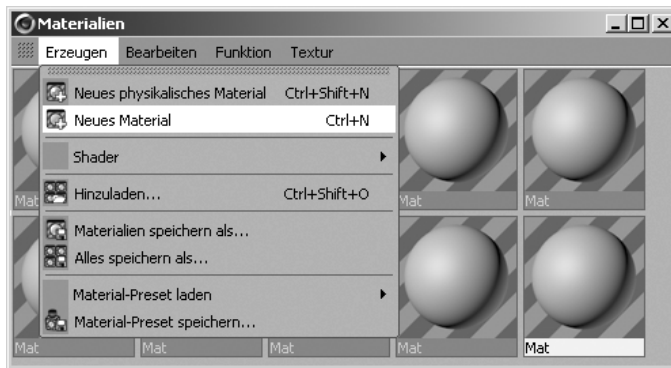 Materialien
Erzeugen Bearbeiten Funktion Textur
Neues physikalisches Material Ctrl+Shift+N
Neues Material Ctrl+N
Shader
Mat Mat Mat
Hinzuladen... Ctrl+Shift+O
Materialien speichern als...
Alles speichern als...
Material-Preset laden
Material-Preset speichern...
Mat Mat Mat Mat Mat